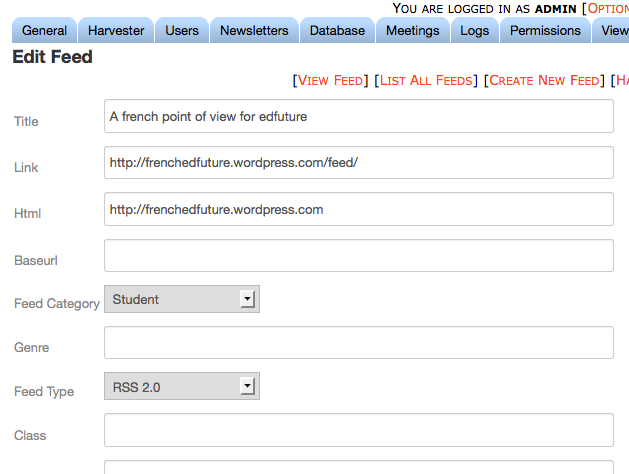 YOU ARE LOGGED IN AS ADMIN [OPTION
General Harvester Users Newsletters Database Meetings Logs Permissions View
Edit Feed
[VIEW FEED] [LIST ALL FEEDS] [CREATE NEW FEED] [HA
Title A french point of view for edfuture
Link http://frenchedfuture.wordpress.com/feed/
Html http://frenchedfuture.wordpress.com
Baseurl
Feed Category Student
Genre
Feed Type RSS 2.0
Class